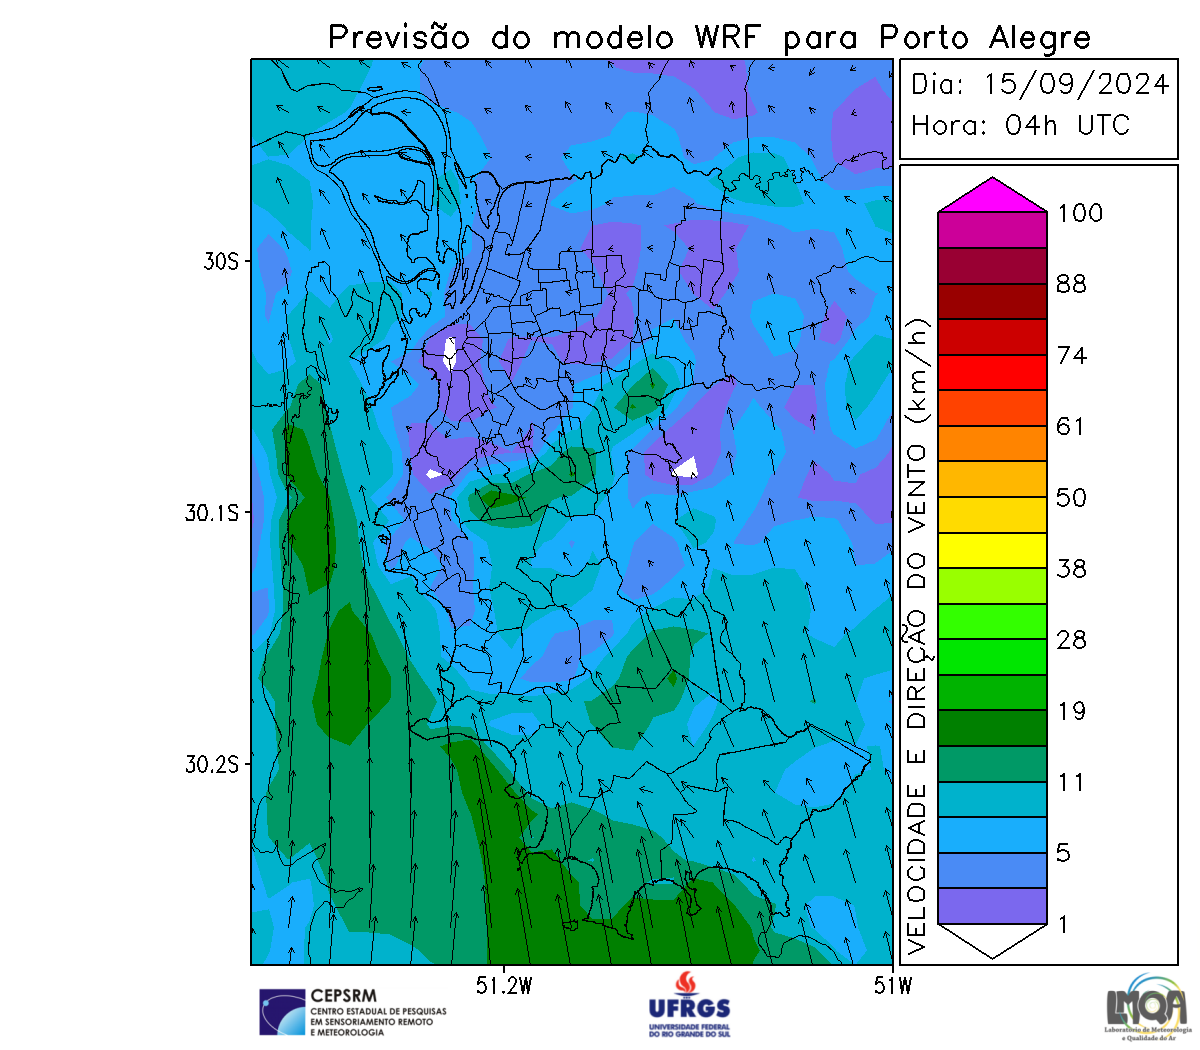 Previsão do modelo WRF para Porto Alegre
Dia: 15/09/2024
Hora: 04h UTC
100
88
74
61
50
38
28
19
11
5
1
VELOCIDADE E DIREÇÃO DO VENTO (km/h)
30S
30.1S
30.2S
51.2W
51W
CEPSRM
CENTRO ESTADUAL DE PESQUISAS
EM SENSORIAMENTO REMOTO
E METEOROLOGIA
UFRGS
UNIVERSIDADE FEDERAL
DO RIO GRANDE DO SUL
LMQA
Laboratório de Meteorologia
e Qualidade do Ar